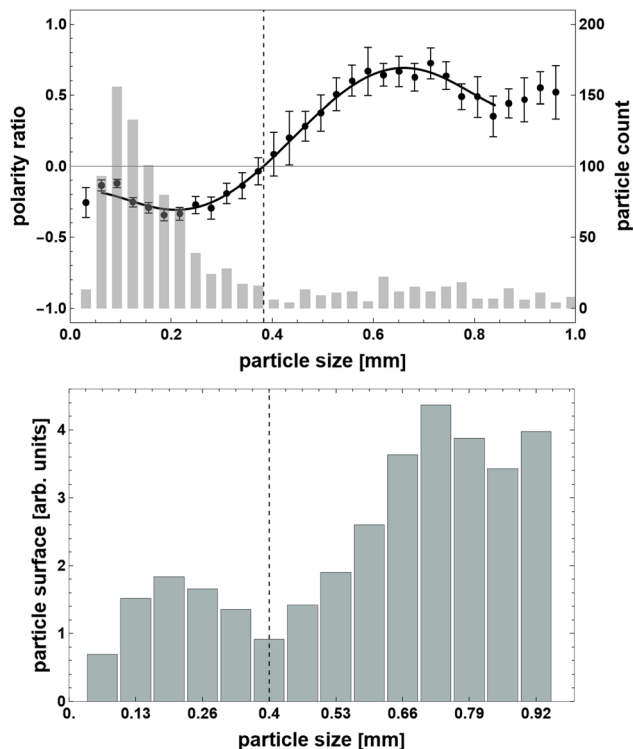 1.0
0.5
0.0
−0.5
−1.0
polarity ratio
200
150
100
50
0
particle count
0.0 0.2 0.4 0.6 0.8 1.0
particle size [mm]
4
3
2
1
0
particle surface [arb. units]
0. 0.13 0.26 0.4 0.53 0.66 0.79 0.92
particle size [mm]